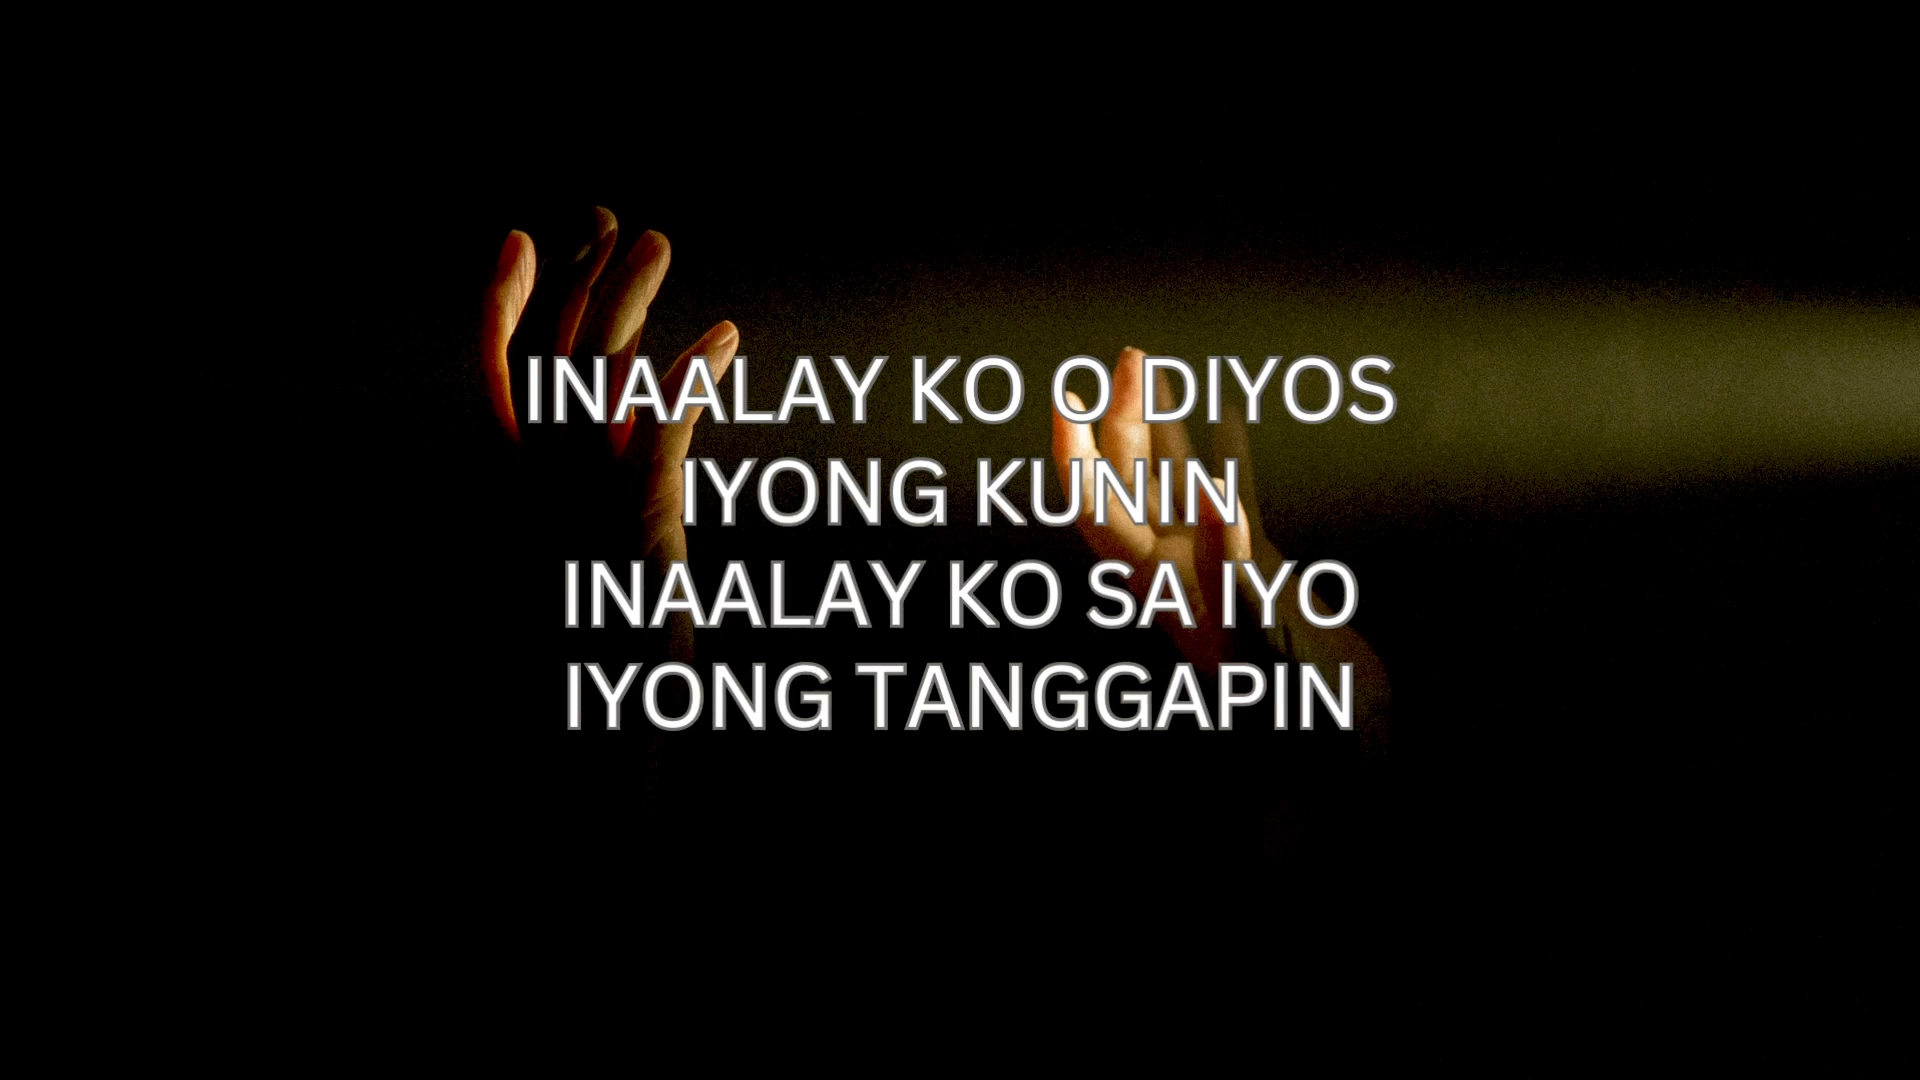 INAALAY KO O DIYOS
IYONG KUNIN
INAALAY KO SA IYO
IYONG TANGGAPIN